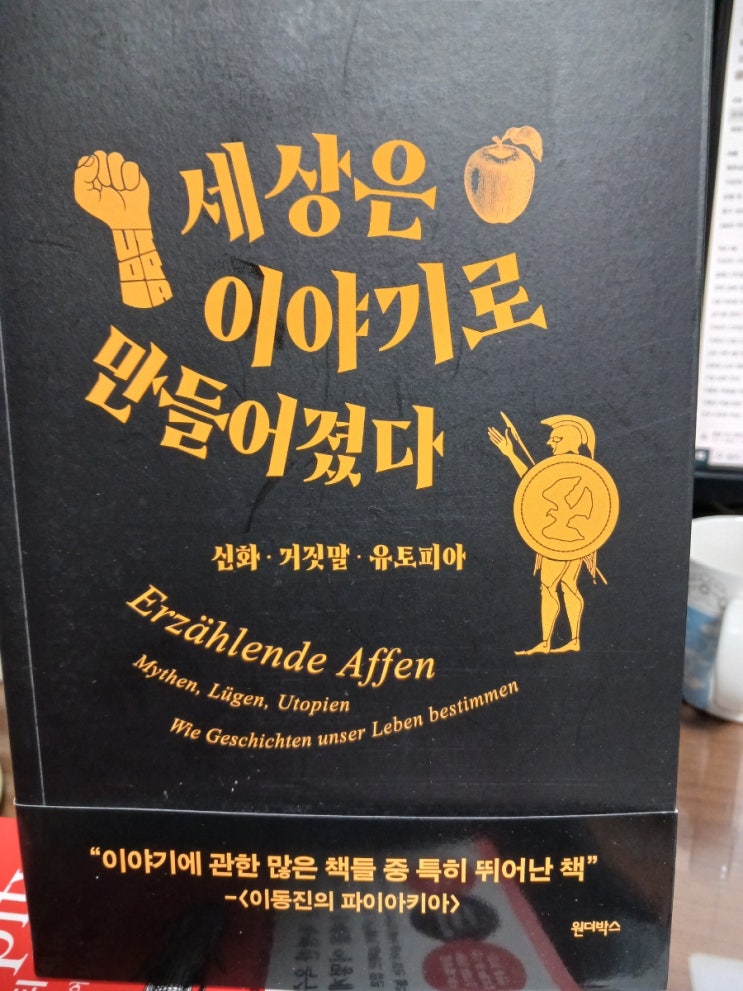 세상은
이야기로
만들어졌다
신화 · 거짓말 · 유토피아
Erzählende Affen
Mythen, Lügen, Utopien
Wie Geschichten unser Leben bestimmen
“이야기에 관한 많은 책들 중 특히 뛰어난 책”
-<이동진의 파이아키아>
원더박스